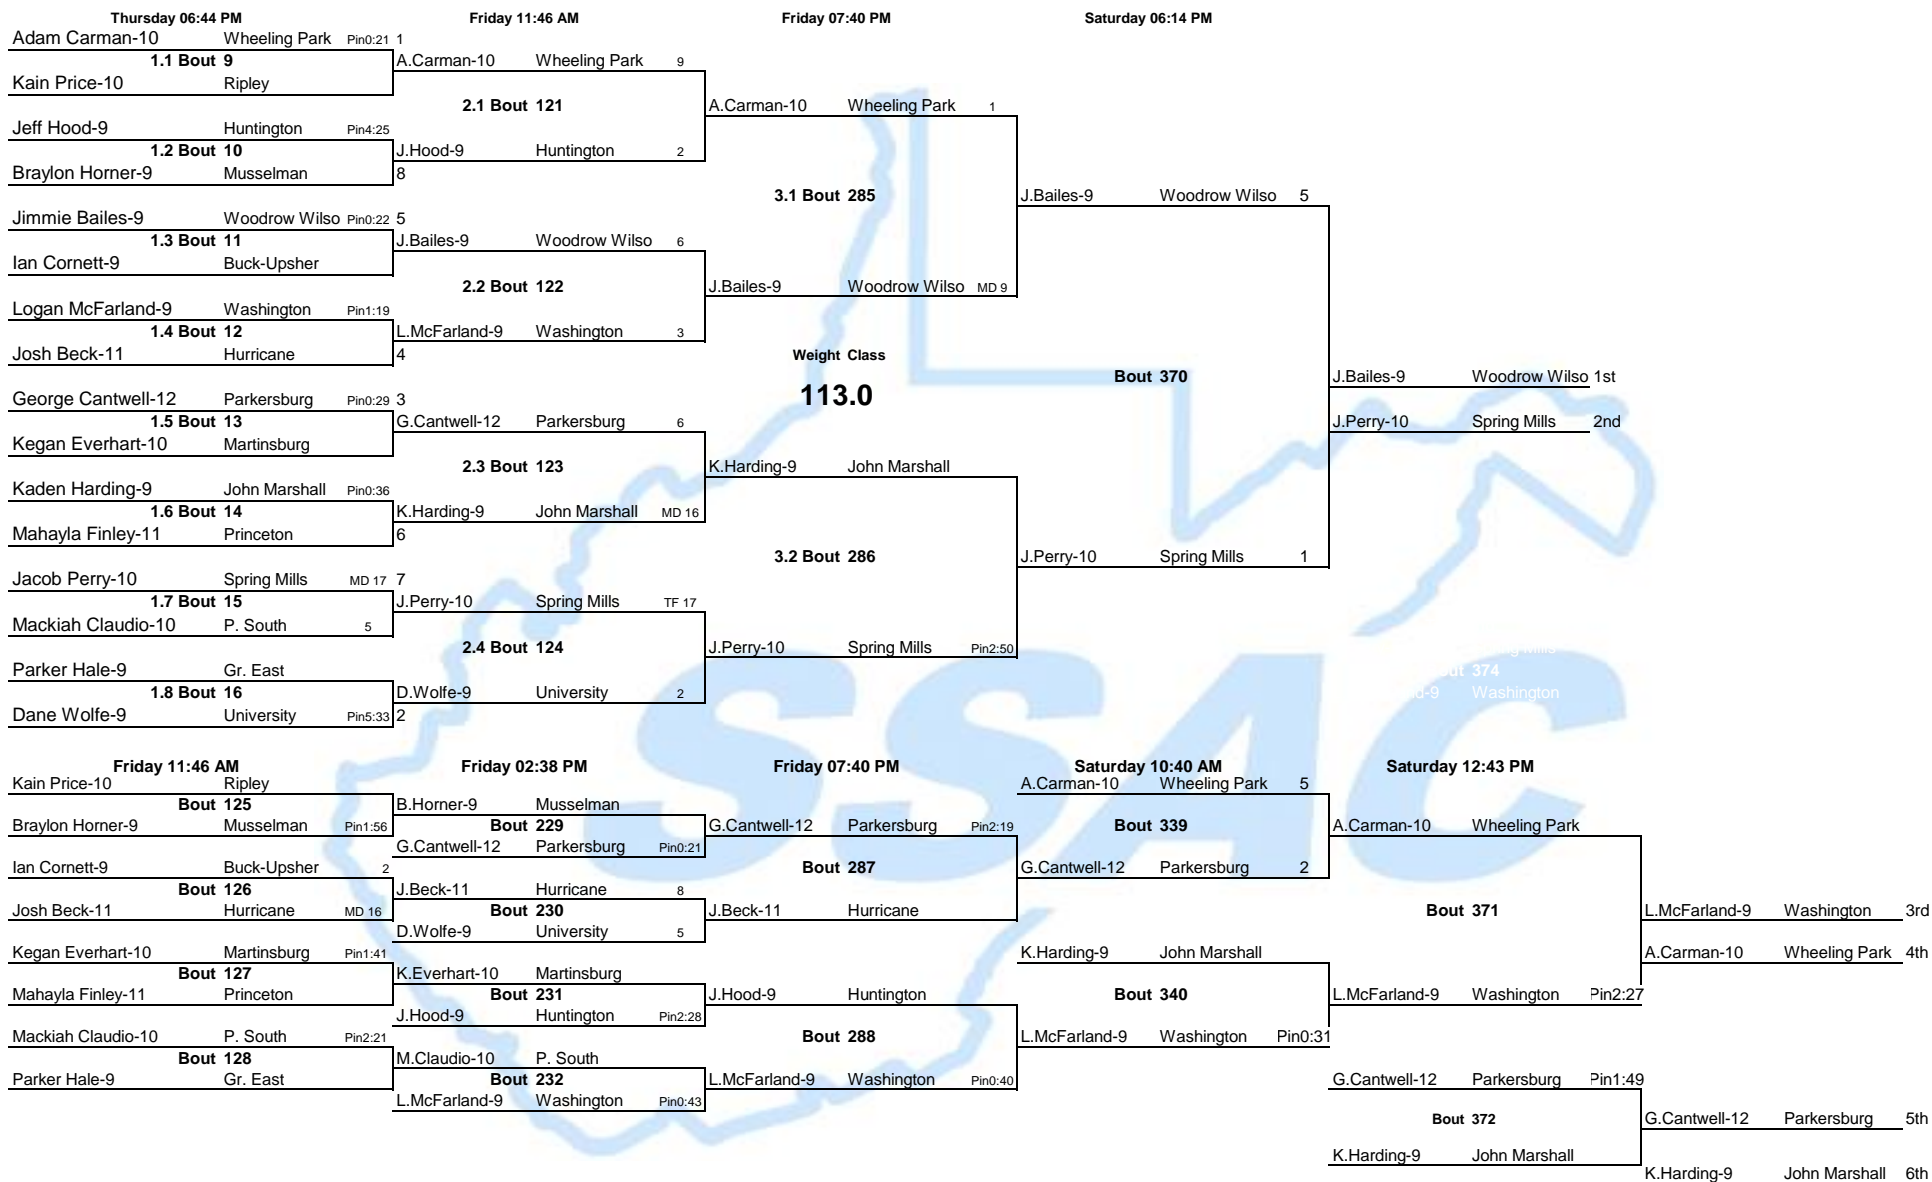 Thursday 06:44 PM Friday 11:46 AM Friday 07:40 PM Saturday 06:14 PM
Adam Carman-10 Wheeling Park Pin0:21 1
1.1 Bout 9 A.Carman-10 Wheeling Park 9
Kain Price-10 Ripley
2.1 Bout 121 A.Carman-10 Wheeling Park 1
Jeff Hood-9 Huntington Pin4:25
1.2 Bout 10 J.Hood-9 Huntington 2
Braylon Horner-9 Musselman 8
3.1 Bout 285 J.Bailes-9 Woodrow Wilso 5
Jimmie Bailes-9 Woodrow Wilso Pin0:22 5
1.3 Bout 11 J.Bailes-9 Woodrow Wilso 6
Ian Cornett-9 Buck-Upsher
2.2 Bout 122 J.Bailes-9 Woodrow Wilso MD 9
Logan McFarland-9 Washington Pin1:19
1.4 Bout 12 L.McFarland-9 Washington 3
Josh Beck-11 Hurricane 4 Weight Class
Bout 370 J.Bailes-9 Woodrow Wilso 1st
George Cantwell-12 Parkersburg Pin0:29 3 113.0
1.5 Bout 13 G.Cantwell-12 Parkersburg 6 J.Perry-10 Spring Mills 2nd
Kegan Everhart-10 Martinsburg
2.3 Bout 123 K.Harding-9 John Marshall
Kaden Harding-9 John Marshall Pin0:36
1.6 Bout 14 K.Harding-9 John Marshall MD 16
Mahayla Finley-11 Princeton 6
3.2 Bout 286 J.Perry-10 Spring Mills 1
Jacob Perry-10 Spring Mills MD 17 7
1.7 Bout 15 J.Perry-10 Spring Mills TF 17
Mackiah Claudio-10 P. South 5
2.4 Bout 124 J.Perry-10 Spring Mills Pin2:50
Parker Hale-9 Gr. East 374
1.8 Bout 16 D.Wolfe-9 University 2 Washington
Dane Wolfe-9 University Pin5:33 2
SSAC
Friday 11:46 AM Friday 02:38 PM Friday 07:40 PM Saturday 10:40 AM Saturday 12:43 PM
Kain Price-10 Ripley A.Carman-10 Wheeling Park 5
Bout 125 B.Horner-9 Musselman
Braylon Horner-9 Musselman Pin1:56 Bout 229 G.Cantwell-12 Parkersburg Pin2:19 Bout 339 A.Carman-10 Wheeling Park
G.Cantwell-12 Parkersburg Pin0:21
Ian Cornett-9 Buck-Upsher 2 Bout 287 G.Cantwell-12 Parkersburg 2
Bout 126 J.Beck-11 Hurricane 8
Josh Beck-11 Hurricane MD 16 Bout 230 J.Beck-11 Hurricane Bout 371 L.McFarland-9 Washington 3rd
D.Wolfe-9 University 5
Kegan Everhart-10 Martinsburg Pin1:41 K.Harding-9 John Marshall A.Carman-10 Wheeling Park 4th
Bout 127 K.Everhart-10 Martinsburg
Mahayla Finley-11 Princeton Bout 231 J.Hood-9 Huntington Bout 340 L.McFarland-9 Washington Pin2:27
J.Hood-9 Huntington Pin2:28
Mackiah Claudio-10 P. South Pin2:21 Bout 288 L.McFarland-9 Washington Pin0:31
Bout 128 M.Claudio-10 P. South
Parker Hale-9 Gr. East Bout 232 L.McFarland-9 Washington Pin0:40 G.Cantwell-12 Parkersburg Pin1:49
L.McFarland-9 Washington Pin0:43
Bout 372 G.Cantwell-12 Parkersburg 5th
K.Harding-9 John Marshall
K.Harding-9 John Marshall 6th